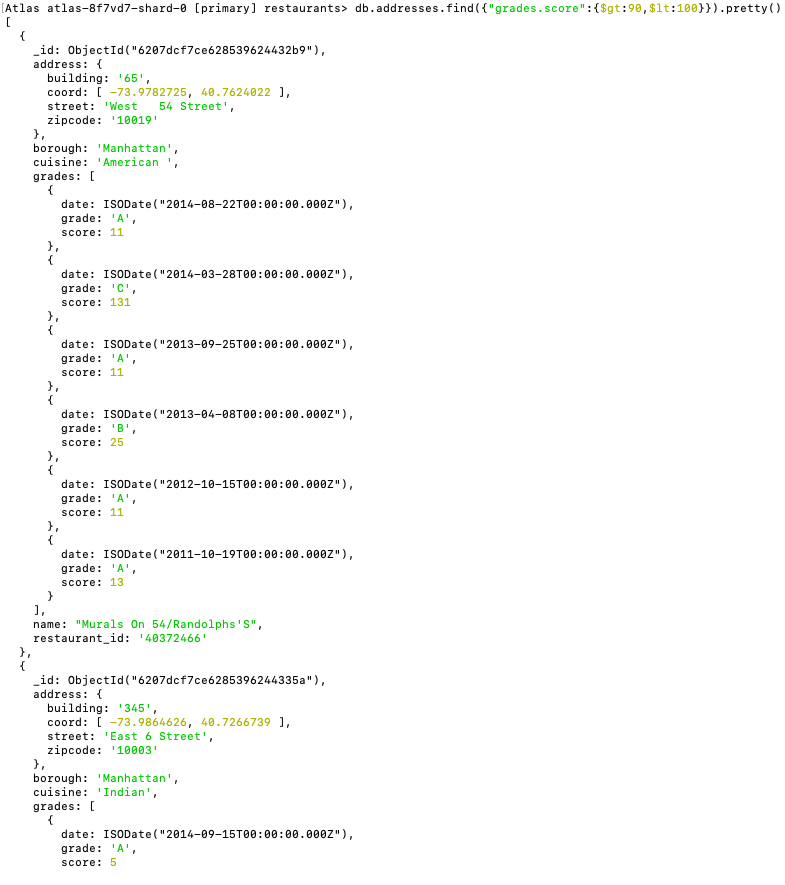 [Atlas atlas-8f7vd7-shard-0 [primary] restaurants> db.addresses.find({"grades.score":{$gt:90,$lt:100}}).pretty()
[
  {
    _id: ObjectId("6207dcf7ce628539624432b9"),
    address: {
      building: '65',
      coord: [ -73.9782725, 40.7624022 ],
      street: 'West   54 Street',
      zipcode: '10019'
    },
    borough: 'Manhattan',
    cuisine: 'American ',
    grades: [
      {
        date: ISODate("2014-08-22T00:00:00.000Z"),
        grade: 'A',
        score: 11
      },
      {
        date: ISODate("2014-03-28T00:00:00.000Z"),
        grade: 'C',
        score: 131
      },
      {
        date: ISODate("2013-09-25T00:00:00.000Z"),
        grade: 'A',
        score: 11
      },
      {
        date: ISODate("2013-04-08T00:00:00.000Z"),
        grade: 'B',
        score: 25
      },
      {
        date: ISODate("2012-10-15T00:00:00.000Z"),
        grade: 'A',
        score: 11
      },
      {
        date: ISODate("2011-10-19T00:00:00.000Z"),
        grade: 'A',
        score: 13
      }
    ],
    name: "Murals On 54/Randolphs'S",
    restaurant_id: '40372466'
  },
  {
    _id: ObjectId("6207dcf7ce6285396244335a"),
    address: {
      building: '345',
      coord: [ -73.9864626, 40.7266739 ],
      street: 'East 6 Street',
      zipcode: '10003'
    },
    borough: 'Manhattan',
    cuisine: 'Indian',
    grades: [
      {
        date: ISODate("2014-09-15T00:00:00.000Z"),
        grade: 'A',
        score: 5